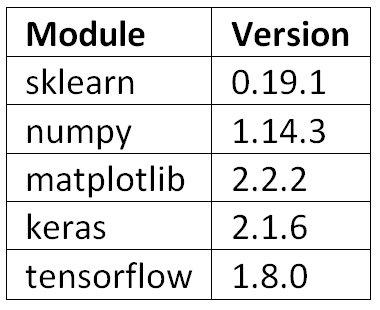 Module Version
sklearn 0.19.1
numpy 1.14.3
matplotlib 2.2.2
keras 2.1.6
tensorflow 1.8.0